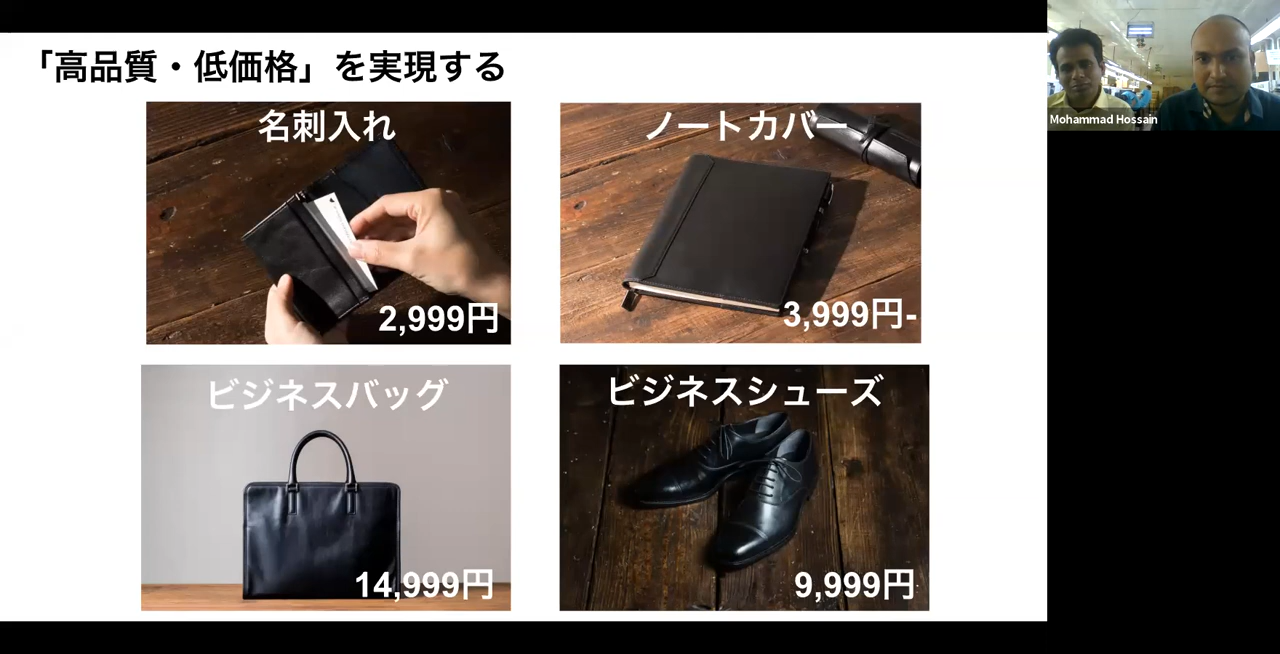 「高品質・低価格」を実現する
名刺入れ
2,999円
ノートカバー
3,999円-
ビジネスバッグ
14,999円
ビジネスシューズ
9,999円
Mohammad Hossain